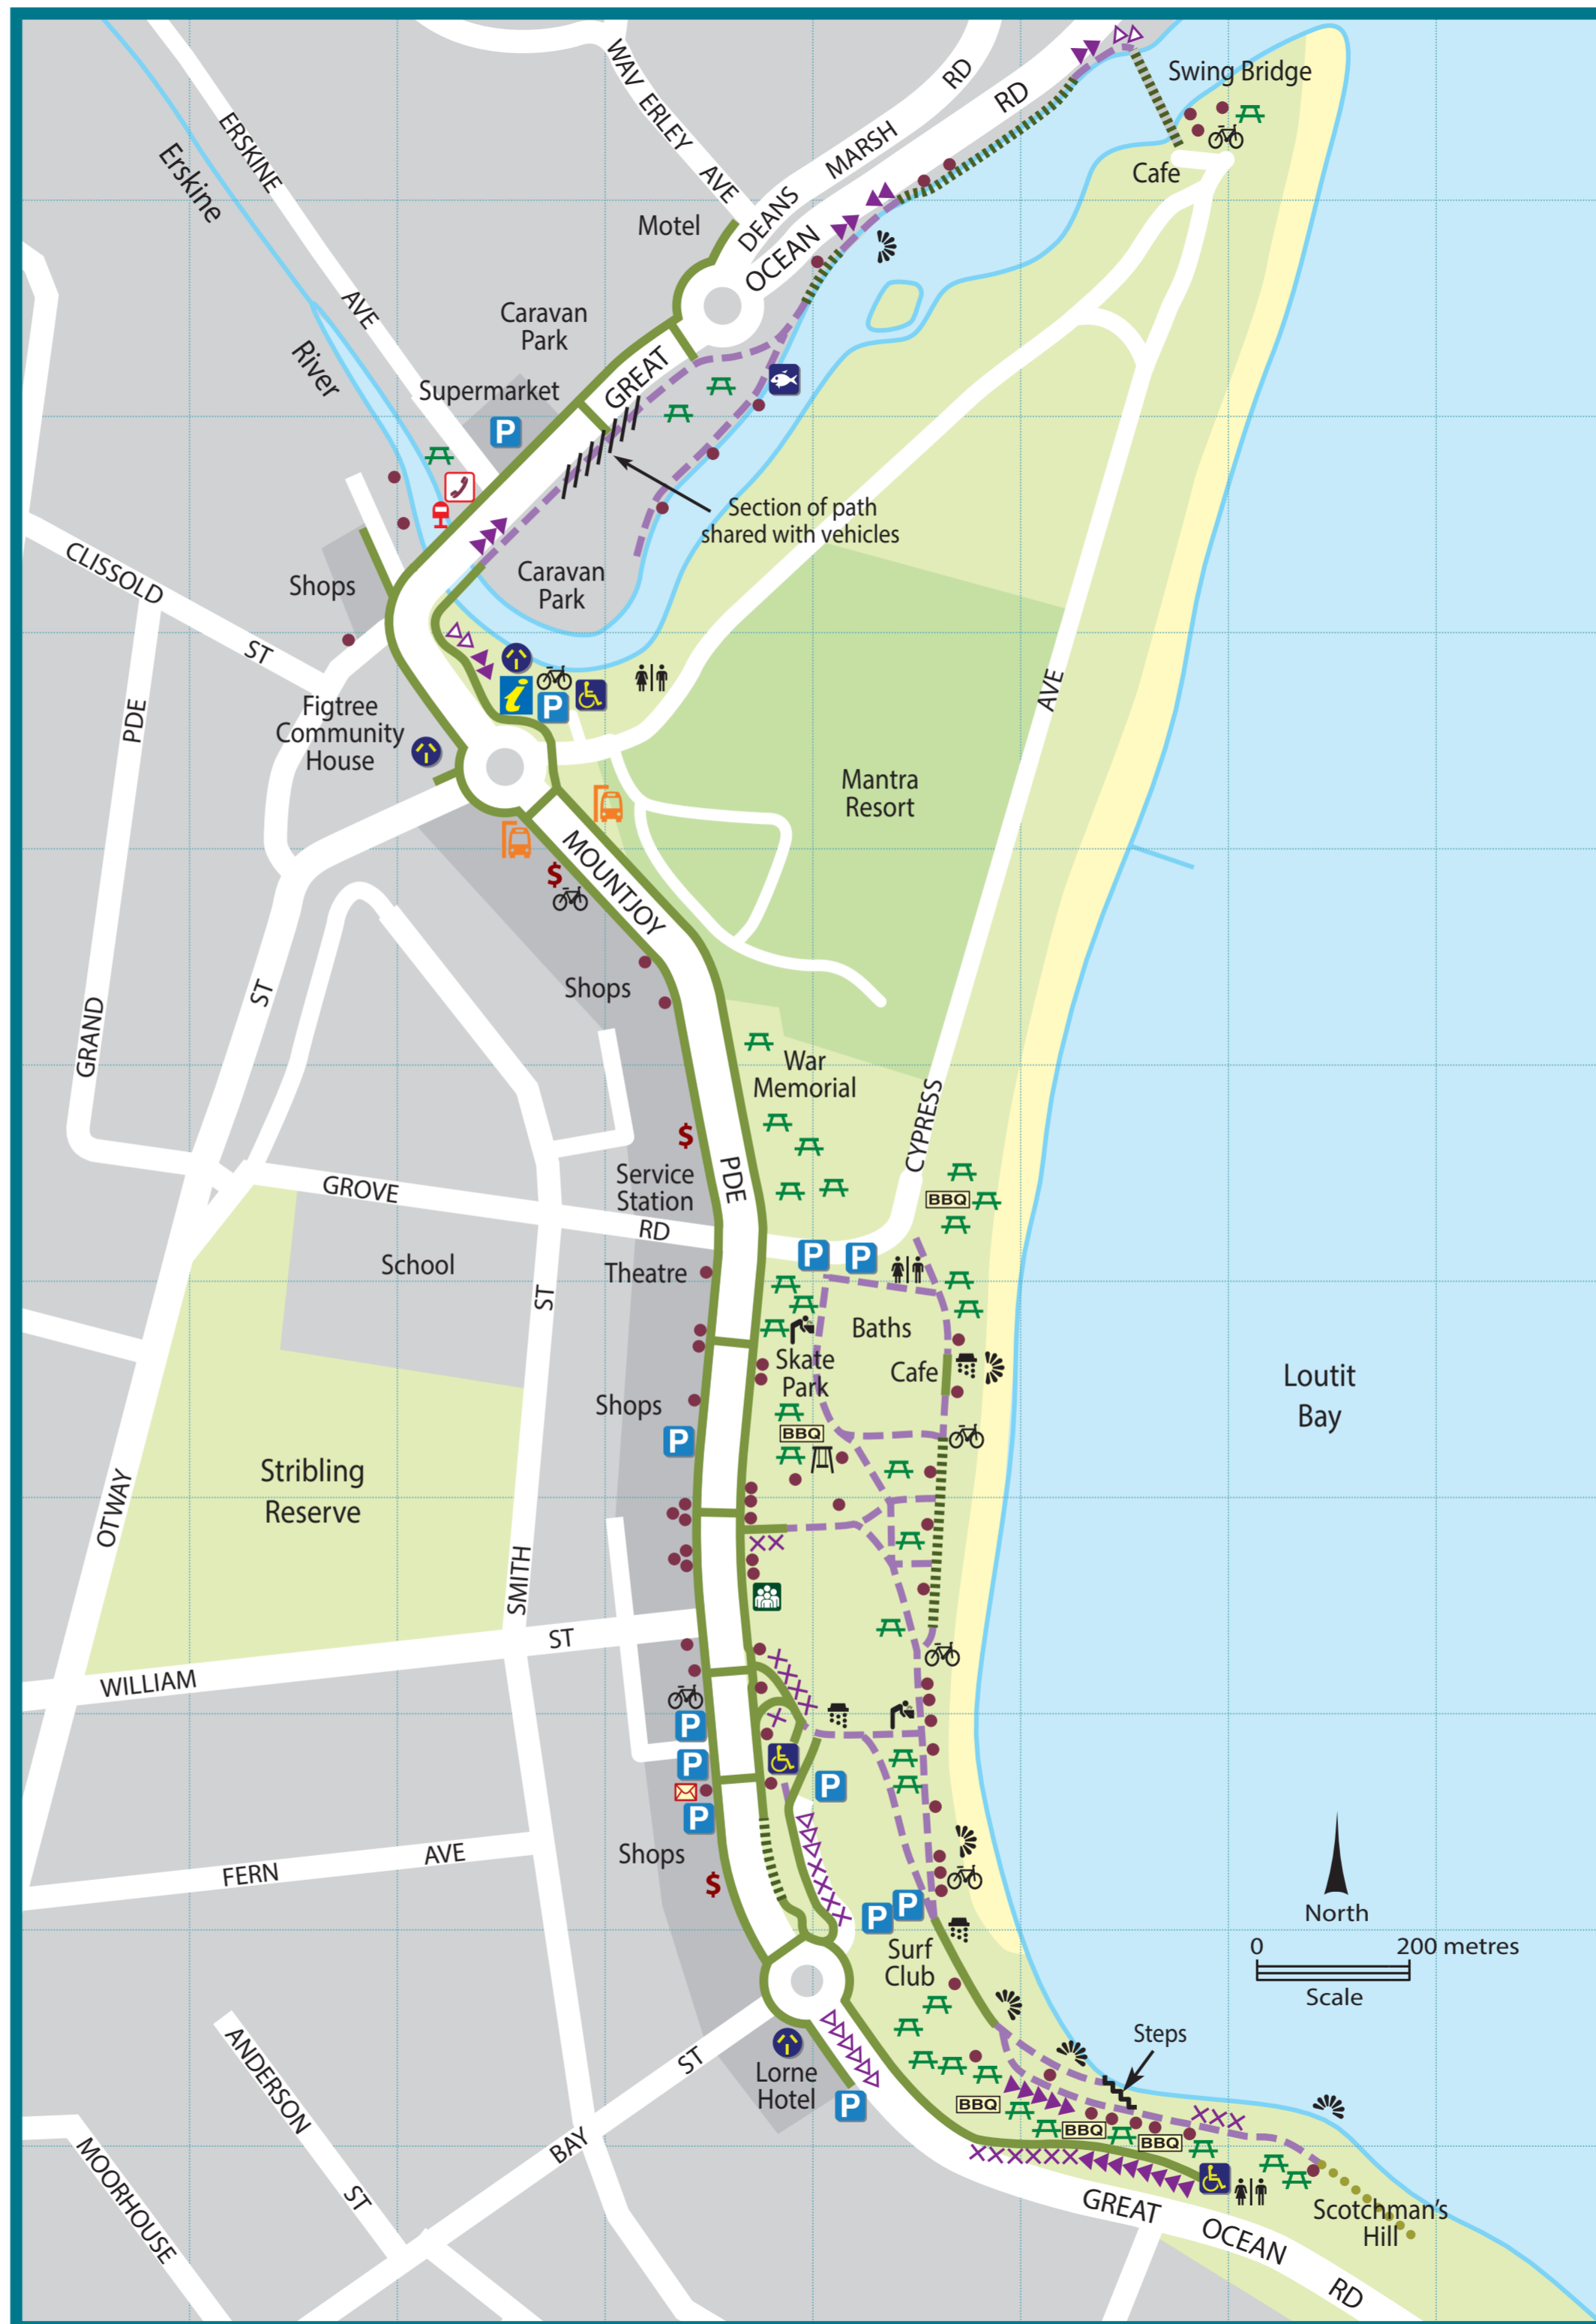 Swing Bridge
WAVERLEY AVE
DEANS MARSH RD
GREAT OCEAN RD
ERSKINE AVE
Erskine River
Cafe
Motel
Caravan
Park
Supermarket
P
Section of path
shared with vehicles
Caravan
Park
CLISSOLD ST
Shops
i
P
PDE
GRAND
Figtree
Community
House
AVE
CYPRESS
Mantra
Resort
MOUNTJOY
PDE
$
Shops
ST
War
Memorial
$
Service
Station
GROVE RD
BBQ
P
P
School
Theatre
Baths
ST
Skate
Park
Cafe
Shops
BBQ
P
Loutit
Bay
Stribling
Reserve
OTWAY
SMITH
WILLIAM ST
P
P
P
P
Shops
FERN AVE
$
P
P
North
0 200 metres
Scale
Surf
Club
Steps
Lorne
Hotel
P
BBQ
BBQ
BBQ
ANDERSON ST
BAY ST
MOORHOUSE
GREAT OCEAN RD
Scotchman's
Hill